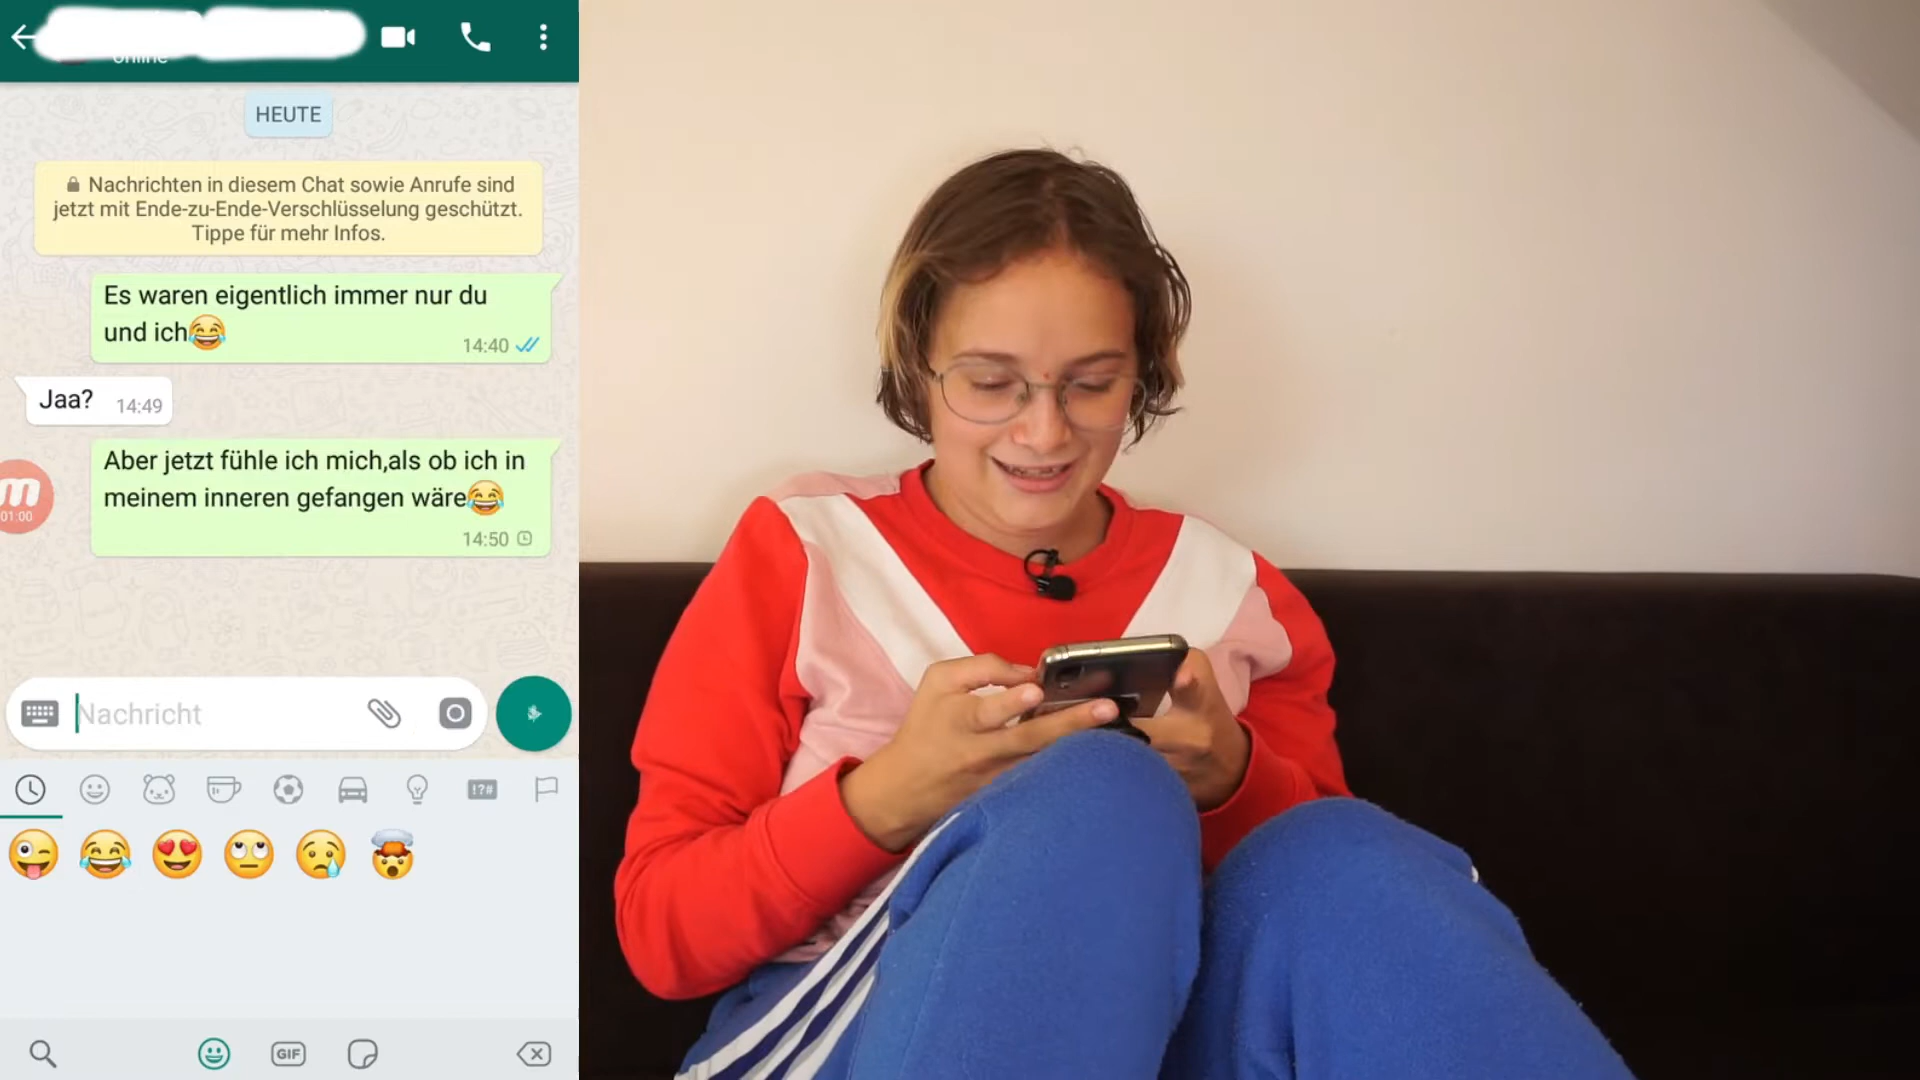 online
HEUTE
Nachrichten in diesem Chat sowie Anrufe sind
jetzt mit Ende-zu-Ende-Verschlüsselung geschützt.
Tippe für mehr Infos.
Es waren eigentlich immer nur du
und ich😂
14:40
Jaa? 14:49
Aber jetzt fühle ich mich,als ob ich in
meinem inneren gefangen wäre😂
14:50
m
01:00
Nachricht
!?#
GIF